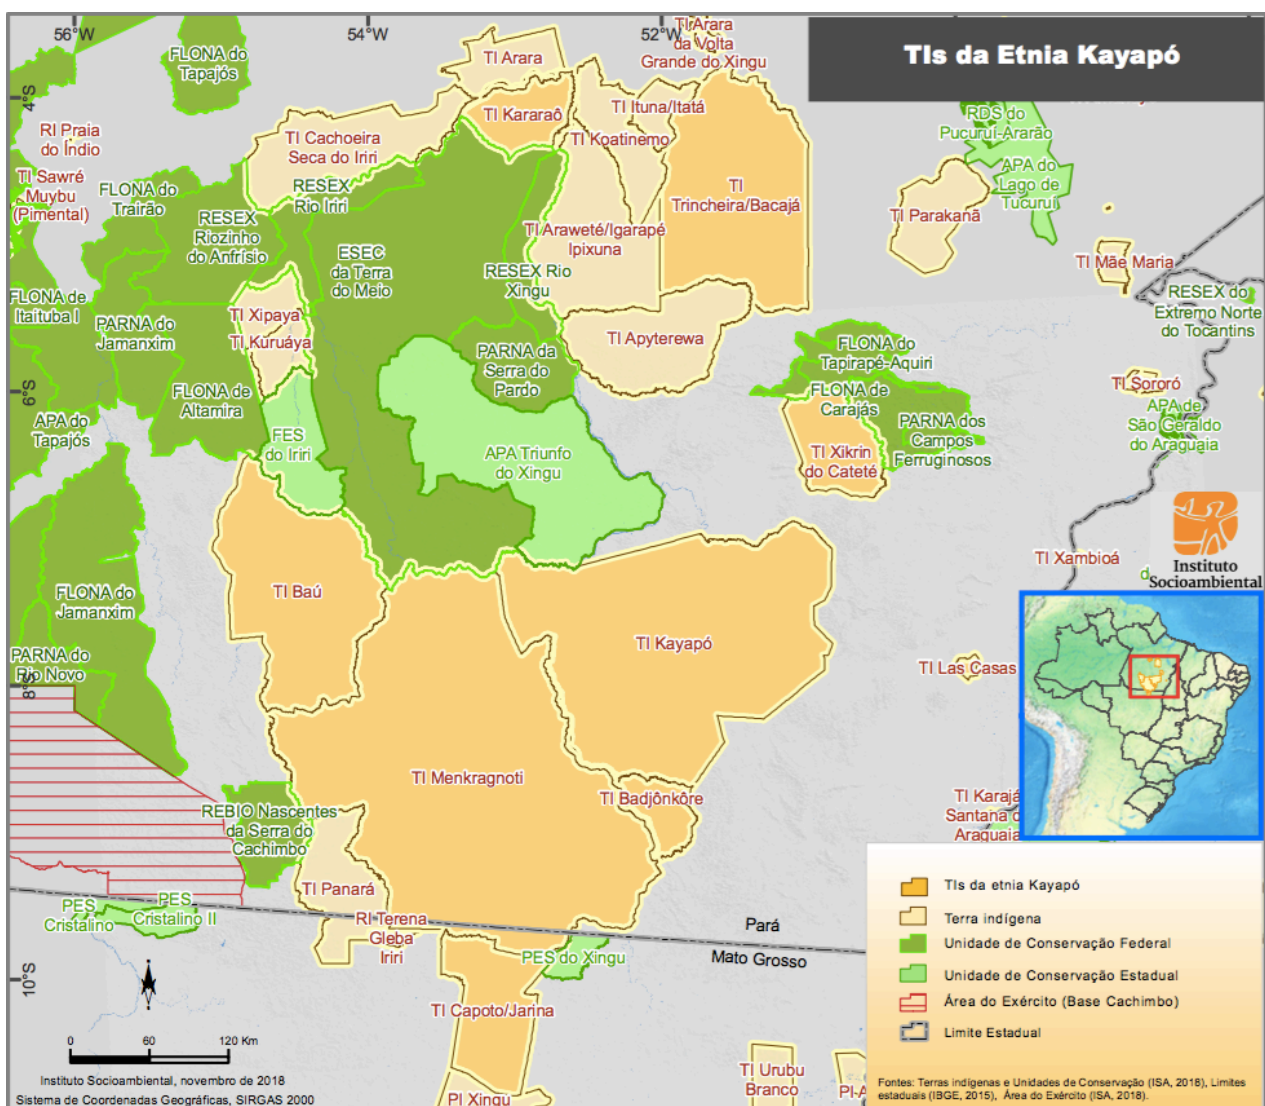 56°W
54°W
52°W
TIs da Etnia Kayapó
4°S
6°S
8°S
10°S
FLONA do
Tapajós
TI Arara
TI Arara
da Volta
Grande do Xingu
RI Praia
do Índio
TI Cachoeira
Seca do Iriri
TI Kararaô
TI Ituna/Itatá
TI Koatinemo
RDS do
Pucuruí-Ararão
APA do
Lago de
Tucuruí
TI Sawré
Muybu
(Pimental)
FLONA do
Trairão
RESEX
Rio Iriri
TI
Trincheira/Bacajá
TI Parakanã
RESEX
Riozinho
do Anfrísio
ESEC
da Terra
do Meio
TI Araweté/Igarapé
Ipixuna
RESEX Rio
Xingu
TI Mãe Maria
FLONA de
Itaituba I
RESEX do
Extremo Norte
do Tocantins
PARNA do
Jamanxim
TI Xipaya
TI Kuruáya
TI Apyterewa
PARNA da
Serra do
Pardo
FLONA do
Tapirapé-Aquiri
FLONA de
Altamira
FLONA de
Carajás
TI Sororó
APA do
Tapajós
FES
do Iriri
APA Triunfo
do Xingu
TI Xikrin
do Cateté
PARNA dos
Campos
Ferruginosos
APA de
São Geraldo
do Araguaia
TI Xambioá
Instituto
Socioambiental
FLONA do
Jamanxim
TI Baú
TI Kayapó
PARNA do
Rio Novo
TI Las Casas
TI Menkragnoti
TI Badjônkôre
REBIO Nascentes
da Serra do
Cachimbo
TI Karajá
Santana d
Araguaia
TI Panará
PES
Cristalino
PES
Cristalino II
RI Terena
Gleba
Iriri
Pará
Mato Grosso
PES do Xingu
TI Capoto/Jarina
TI Urubu
Branco
PI Xingu
PI-A
TIs da etnia Kayapó
Terra indígena
Unidade de Conservação Federal
Unidade de Conservação Estadual
Área do Exército (Base Cachimbo)
Limite Estadual
Fontes: Terras indígenas e Unidades de Conservação (ISA, 2018), Limites
estaduais (IBGE, 2015), Área do Exército (ISA, 2018).
0 60 120 Km
Instituto Socioambiental, novembro de 2018
Sistema de Coordenadas Geográficas, SIRGAS 2000